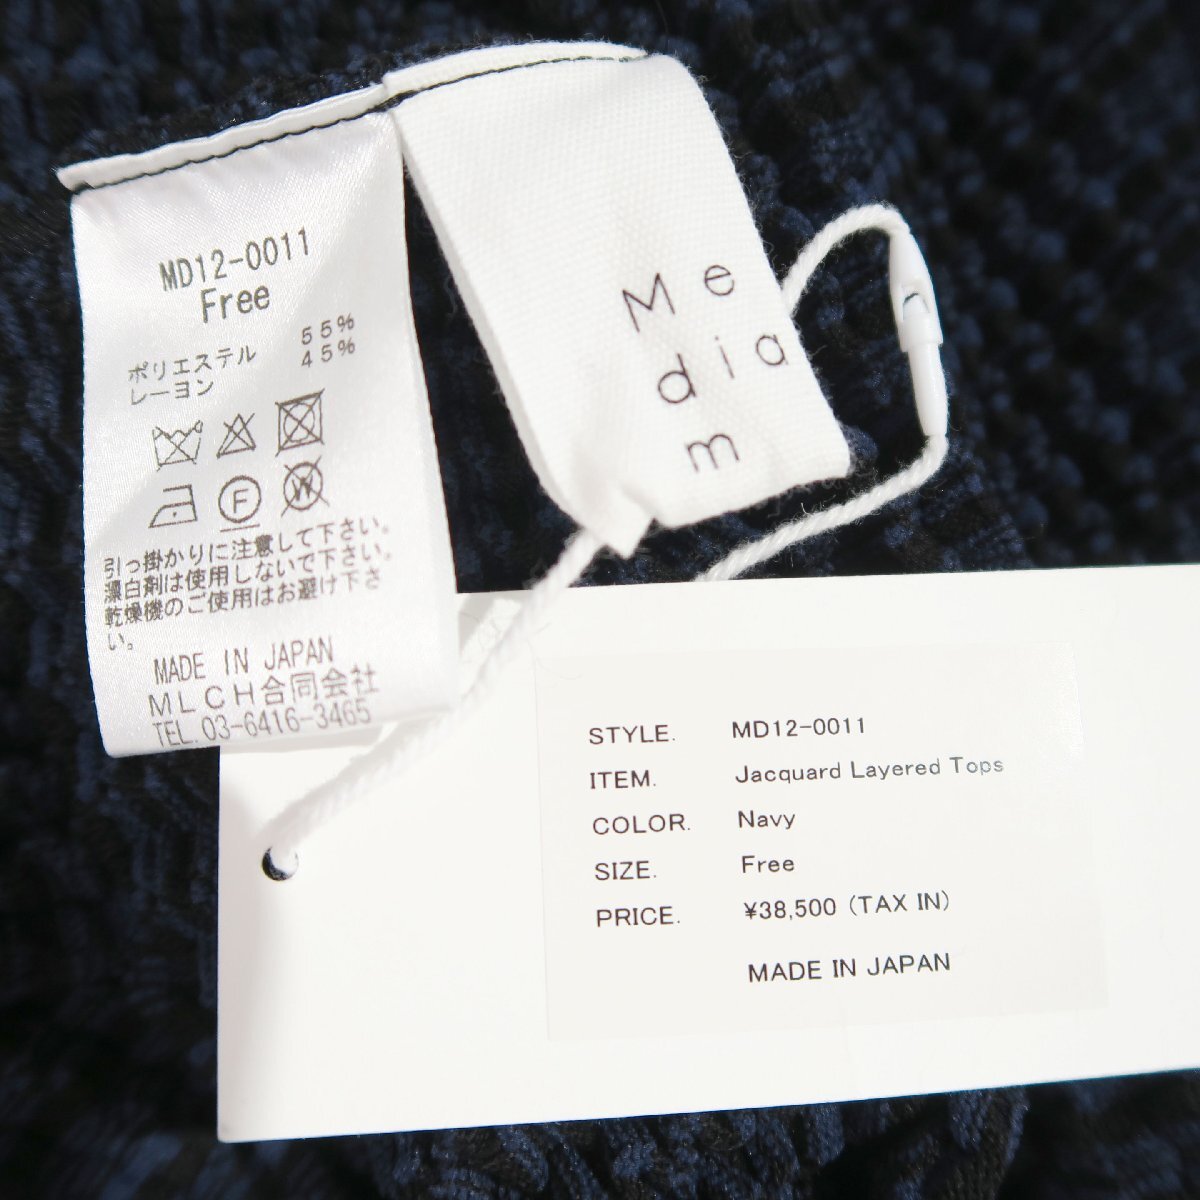 MD12-0011
Free
ポリエステル 55%
レーヨン 45%
F
W
引っ掛かりに注意して下さい。
漂白剤は使用しないで下さい。
乾燥機のご使用はお避け下さ
い。
MADE IN JAPAN
MLCH合同会社
TEL.03-6416-3465
Me
dia
m
STYLE. MD12-0011
ITEM. Jacquard Layered Tops
COLOR. Navy
SIZE. Free
PRICE. ¥38,500 (TAX IN)
MADE IN JAPAN